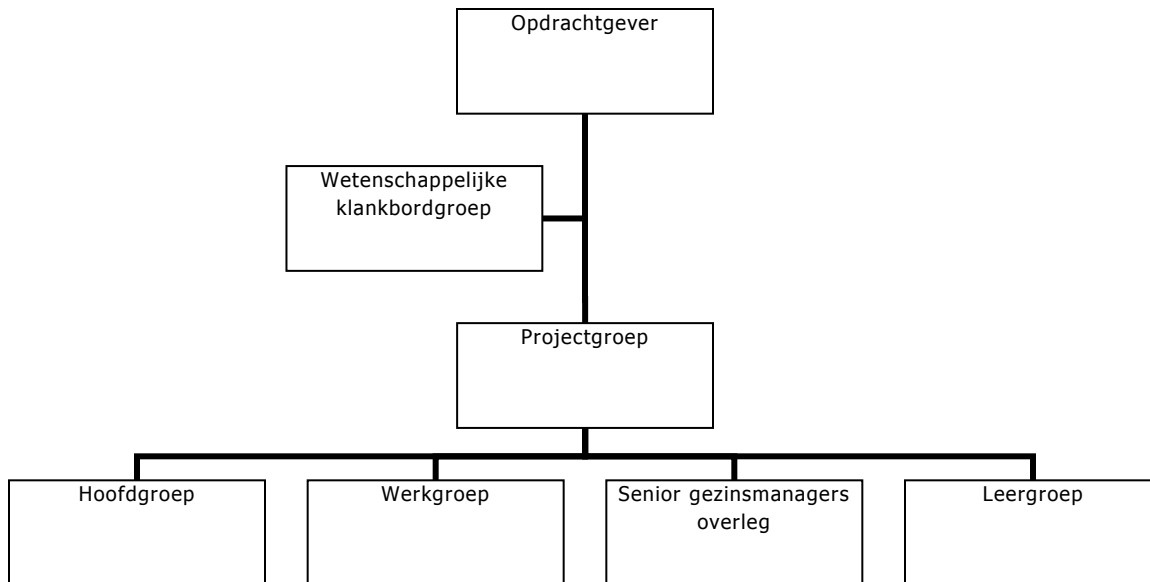 Opdrachtgever
Wetenschappelijke
klankbordgroep
Projectgroep
Hoofdgroep
Werkgroep
Senior gezinsmanagers
overleg
Leergroep